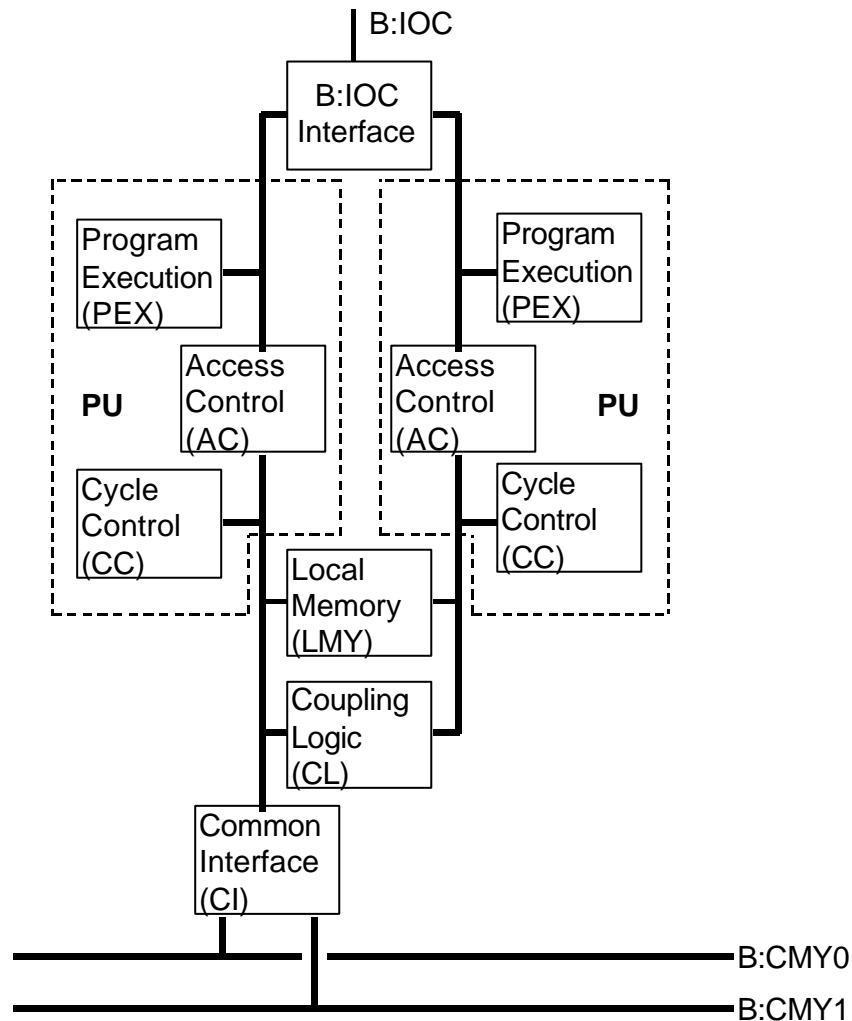 B:IOC
B:IOC
Interface
Program
Execution
(PEX)
Program
Execution
(PEX)
PU
Access
Control
(AC)
Access
Control
(AC)
PU
Cycle
Control
(CC)
Cycle
Control
(CC)
Local
Memory
(LMY)
Coupling
Logic
(CL)
Common
Interface
(CI)
B:CMY0
B:CMY1